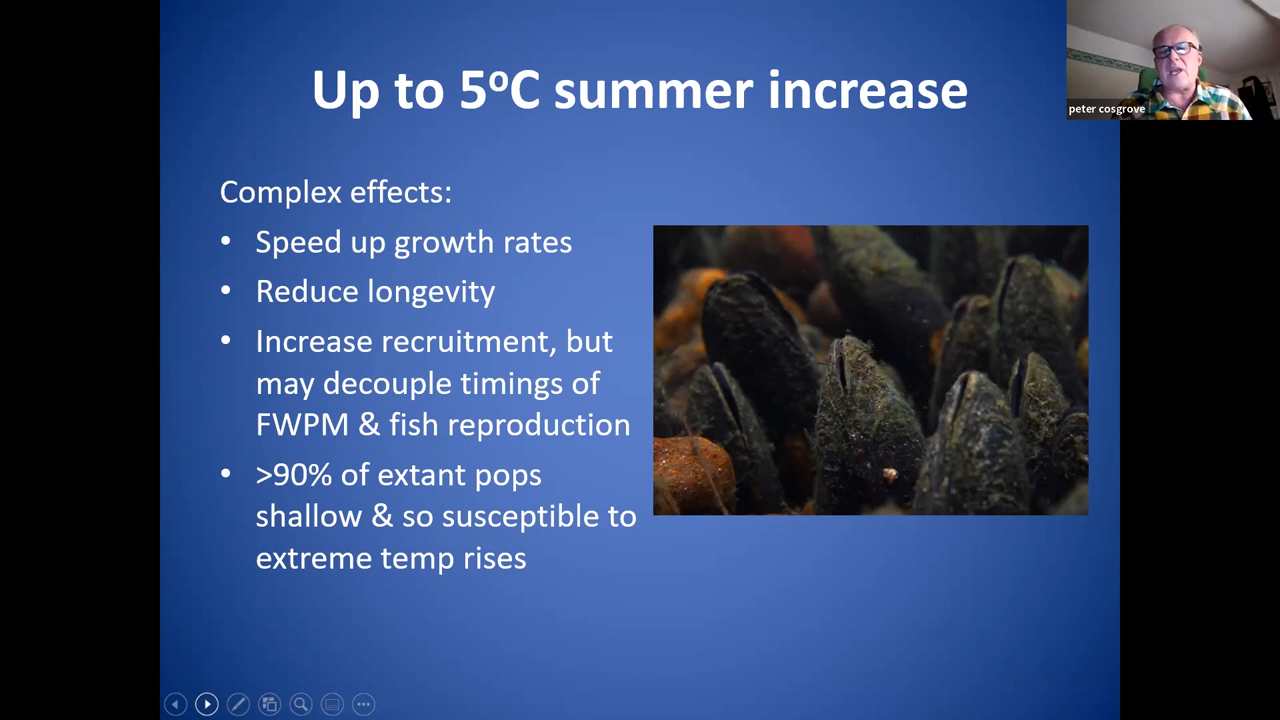 Up to 5ºC summer increase
peter cosgrove
Complex effects:
• Speed up growth rates
• Reduce longevity
• Increase recruitment, but
may decouple timings of
FWPM & fish reproduction
• >90% of extant pops
shallow & so susceptible to
extreme temp rises